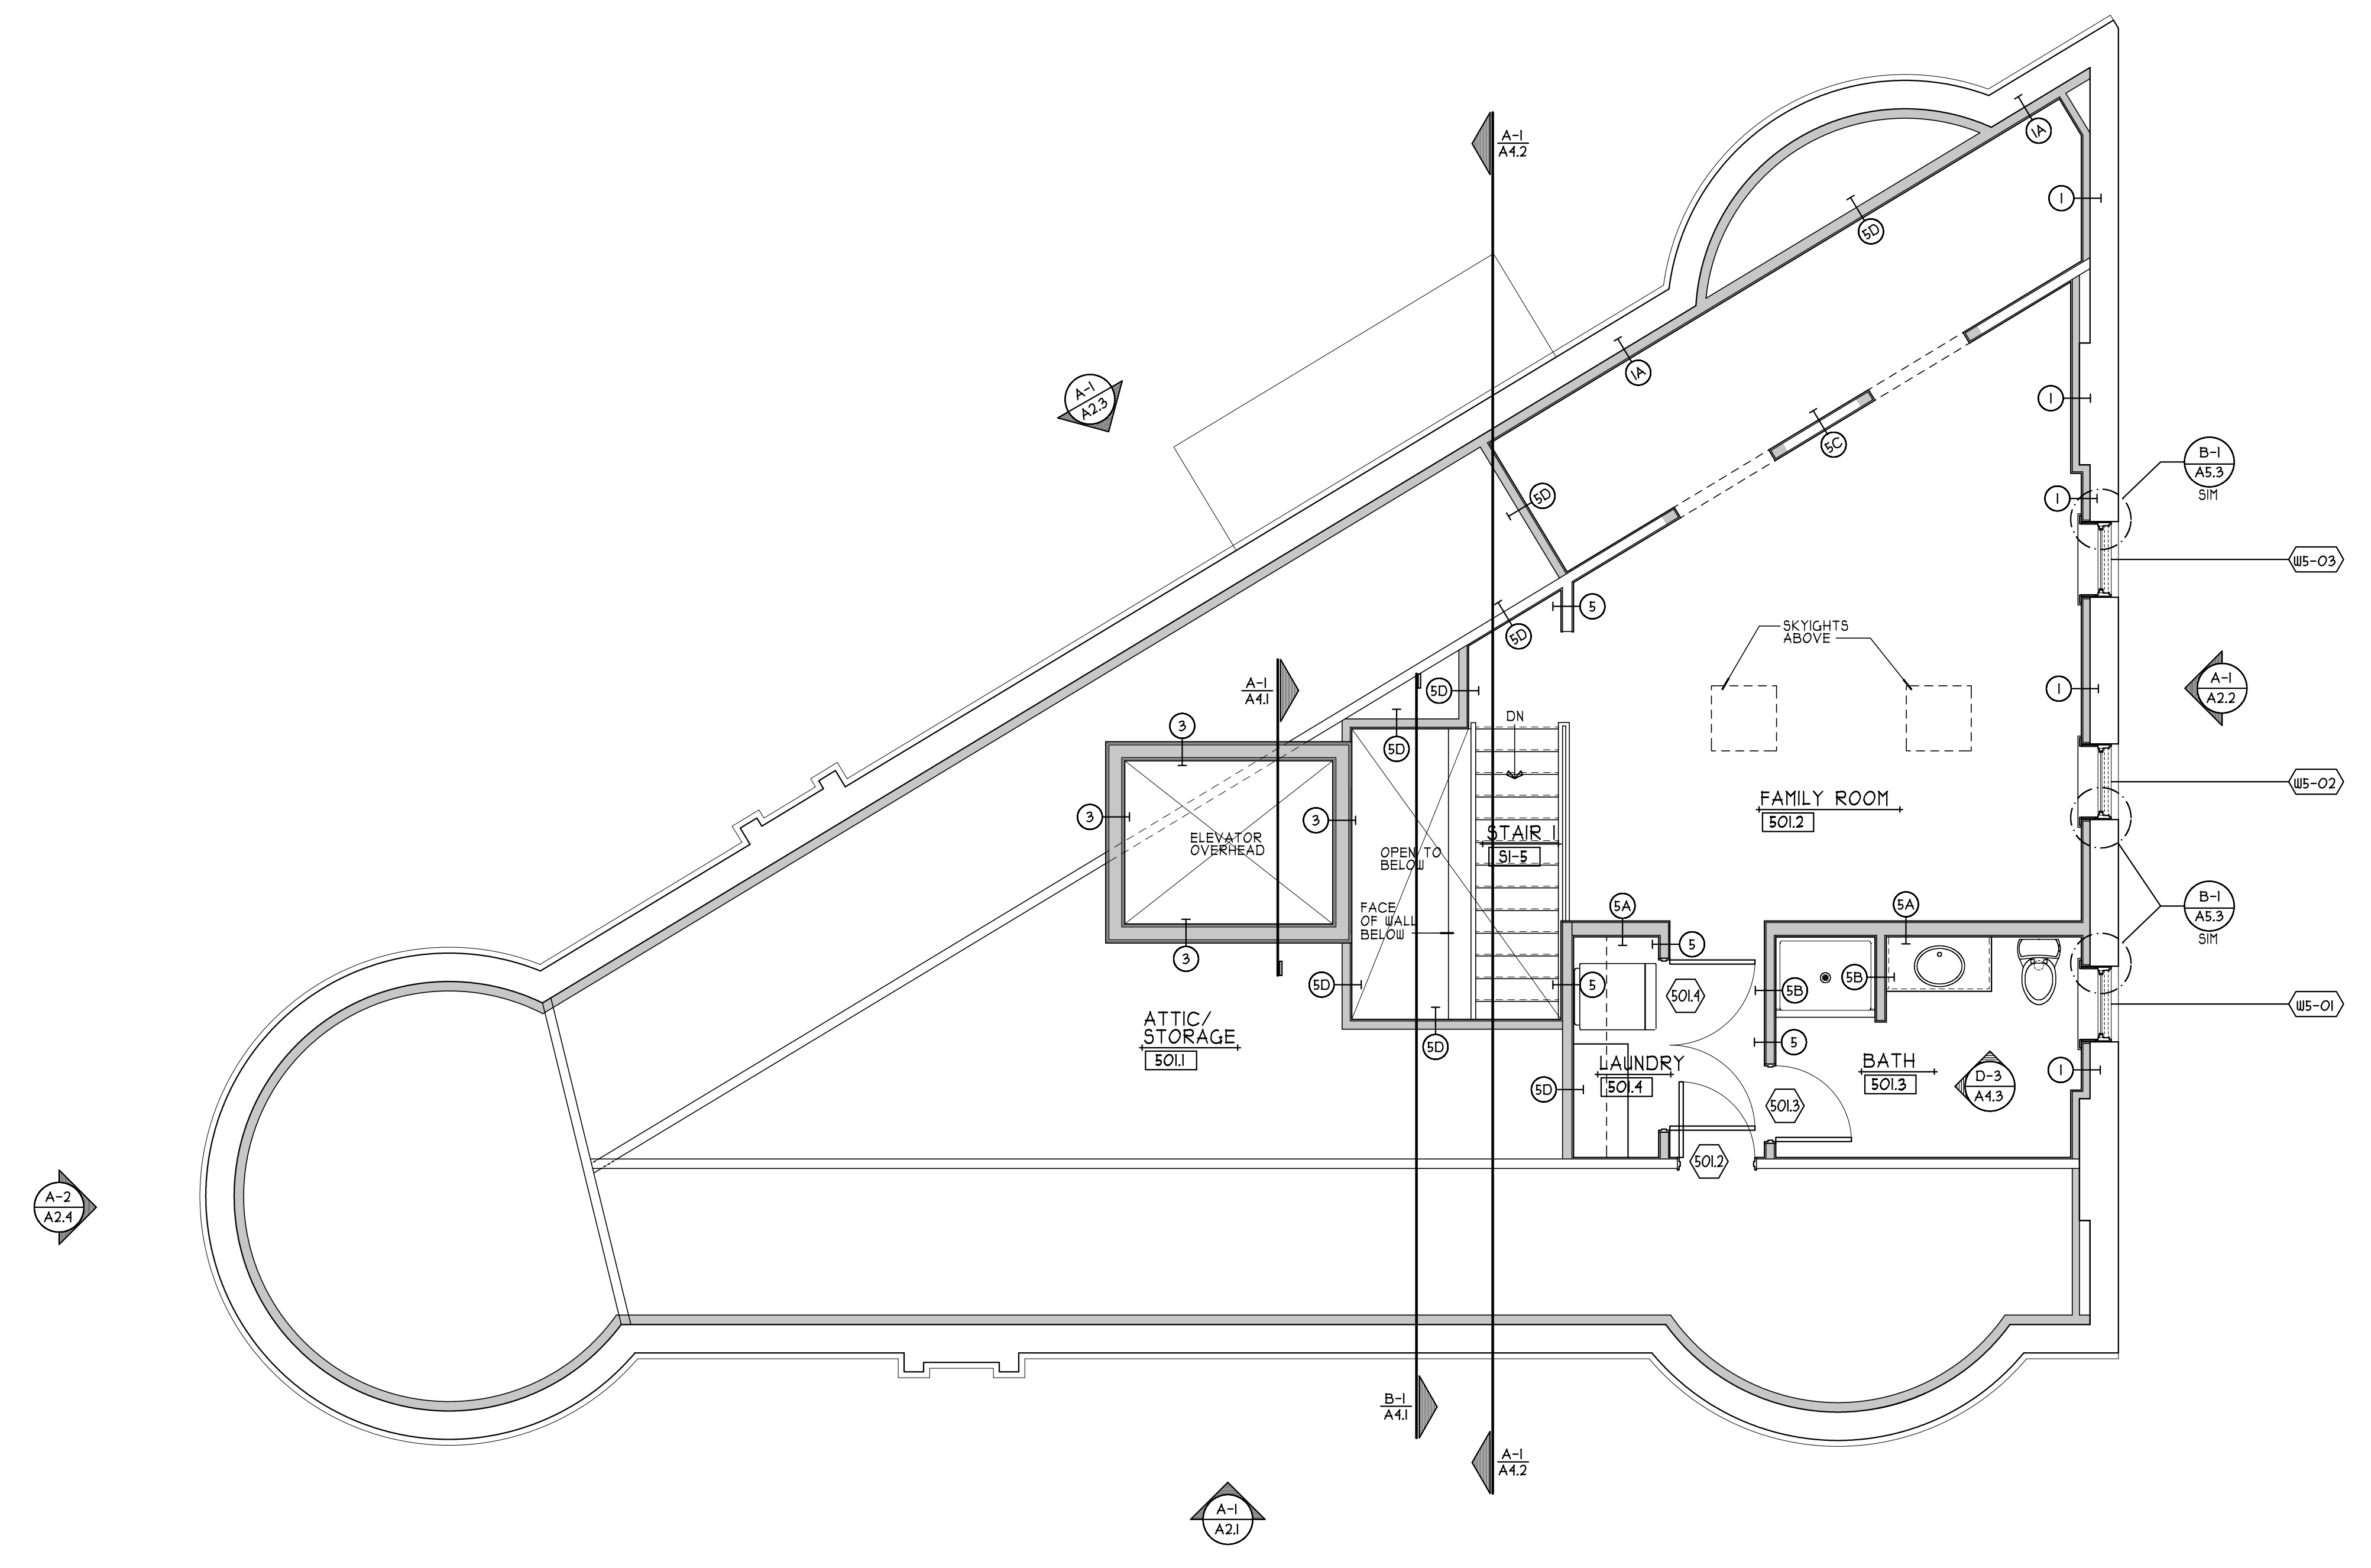 A-1
A4.2
1A
1
5D
1A
A-1
A2.3
1
5C
B-1
A5.3
SIM
1
5D
W5-03
5
5D
SKYIGHTS
ABOVE
A-1
A4.1
5D
1
A-1
A2.2
DN
3
5D
W5-02
FAMILY ROOM
501.2
3
3
ELEVATOR
OVERHEAD
STAIR 1
S1-5
OPEN TO
BELOW
FACE
OF WALL
BELOW
5A
5A
B-1
A5.3
SIM
5
3
5D
5
501.4
5B
5B
W5-01
ATTIC/
STORAGE
501.1
5D
5
LAUNDRY
501.4
5D
BATH
501.3
D-3
A4.3
1
501.3
501.2
A-2
A2.4
B-1
A4.1
A-1
A4.2
A-1
A2.1